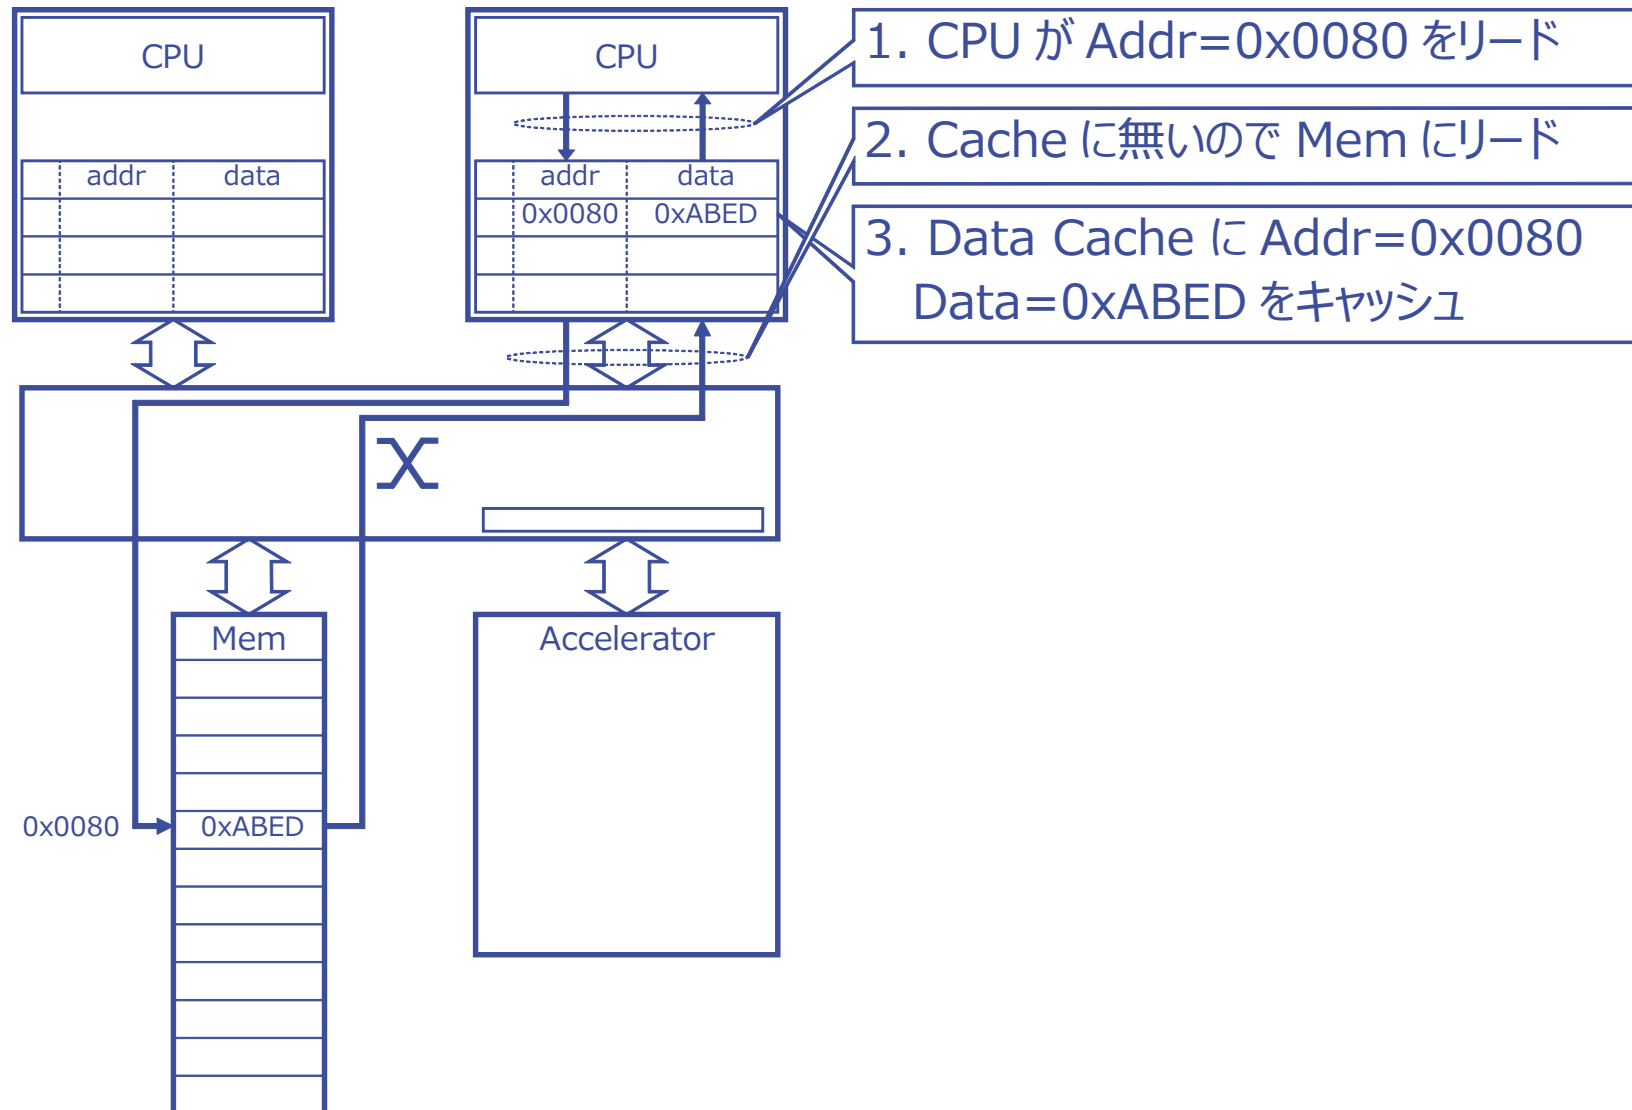 CPU
CPU
1. CPU が Addr=0x0080 をリード
2. Cache に無いので Mem にリード
addr data
addr data
0x0080 0xABED
3. Data Cache に Addr=0x0080
Data=0xABED をキャッシュ
Mem
Accelerator
0x0080 0xABED